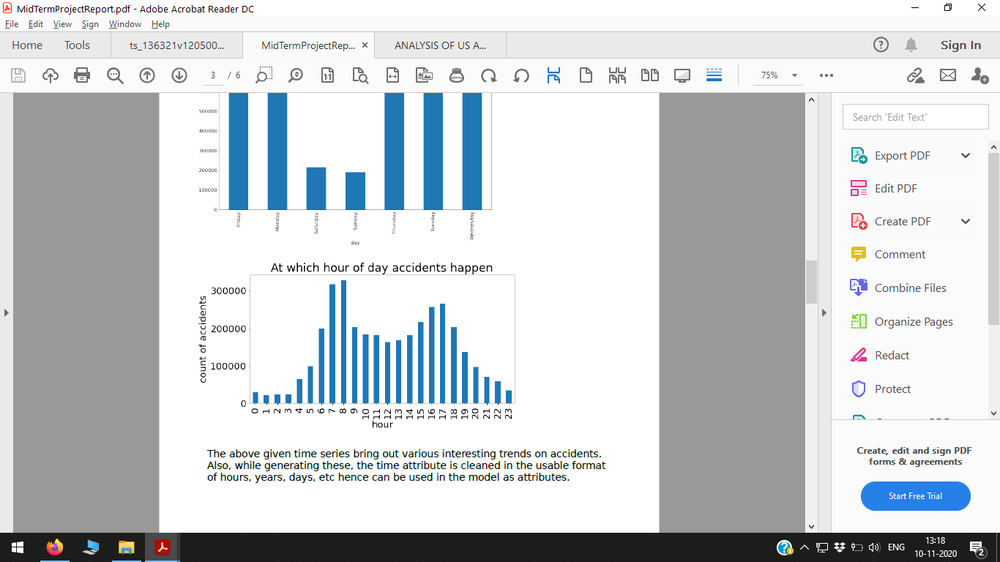 MidTermProjectReport.pdf - Adobe Acrobat Reader DC
File Edit View Sign Window Help
Home Tools ts_136321v120500... MidTermProjectRep... × ANALYSIS OF US A... Sign In
3 / 6 75%
500000
400000
300000
200000
100000
0
Friday Monday Saturday Sunday Thursday Tuesday Wednesday
day
At which hour of day accidents happen
count of accidents
300000
200000
100000
0
0 1 2 3 4 5 6 7 8 9 10 11 12 13 14 15 16 17 18 19 20 21 22 23
hour
The above given time series bring out various interesting trends on accidents.
Also, while generating these, the time attribute is cleaned in the usable format
of hours, years, days, etc hence can be used in the model as attributes.
Search 'Edit Text'
Export PDF
Edit PDF
Create PDF
Comment
Combine Files
Organize Pages
Redact
Protect
Create, edit and sign PDF
forms & agreements
Start Free Trial
ENG
13:18
10-11-2020
2